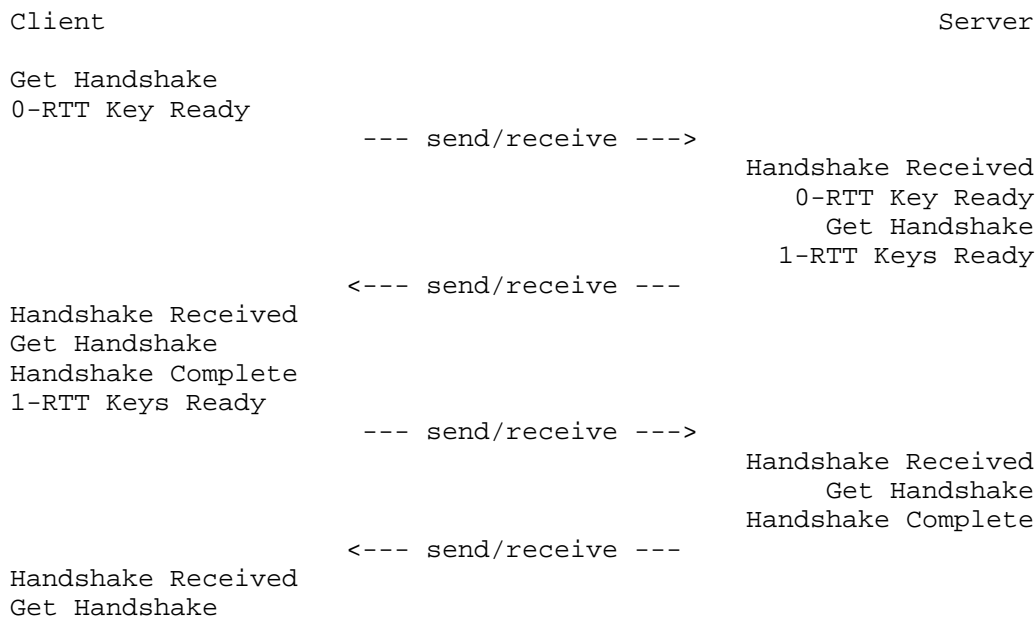 Client Server
Get Handshake
0-RTT Key Ready
--- send/receive --->
Handshake Received
0-RTT Key Ready
Get Handshake
1-RTT Keys Ready
<--- send/receive ---
Handshake Received
Get Handshake
Handshake Complete
1-RTT Keys Ready
--- send/receive --->
Handshake Received
Get Handshake
Handshake Complete
<--- send/receive ---
Handshake Received
Get Handshake